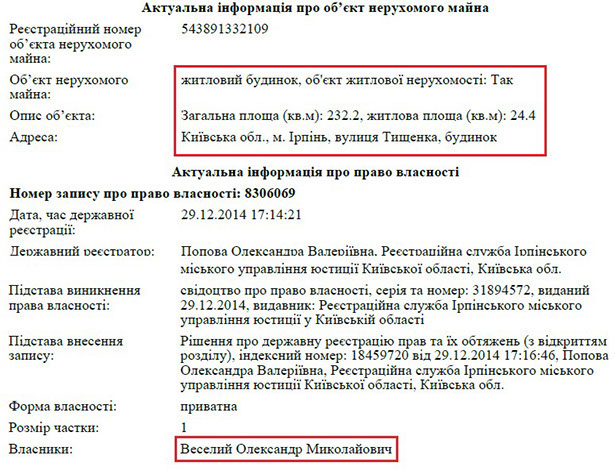 Актуальна інформація про об’єкт нерухомого майна
Реєстраційний номер 543891332109
об’єкта нерухомого
майна:
Об’єкт нерухомого житловий будинок, об'єкт житлової нерухомості: Так
майна:
Опис об’єкта: Загальна площа (кв.м): 232.2, житлова площа (кв.м): 24.4
Адреса: Київська обл., м. Ірпінь, вулиця Тищенка, будинок
Актуальна інформація про право власності
Номер запису про право власності: 8306069
Дата, час державної 29.12.2014 17:14:21
реєстрації:
Державний реєстратор: Попова Олександра Валеріївна, Реєстраційна служба Ірпінського
міського управління юстиції Київської області, Київська обл.
Підстава виникнення свідоцтво про право власності, серія та номер: 31894572, виданий
права власності: 29.12.2014, видавник: Реєстраційна служба Ірпінського міського
управління юстиції у Київській області
Підстава внесення Рішення про державну реєстрацію прав та їх обтяжень (з відкриттям
запису: розділу), індексний номер: 18459720 від 29.12.2014 17:16:46, Попова
Олександра Валеріївна, Реєстраційна служба Ірпінського міського
управління юстиції Київської області, Київська обл.
Форма власності: приватна
Розмір частки: 1
Власники: Веселий Олександр Миколайович